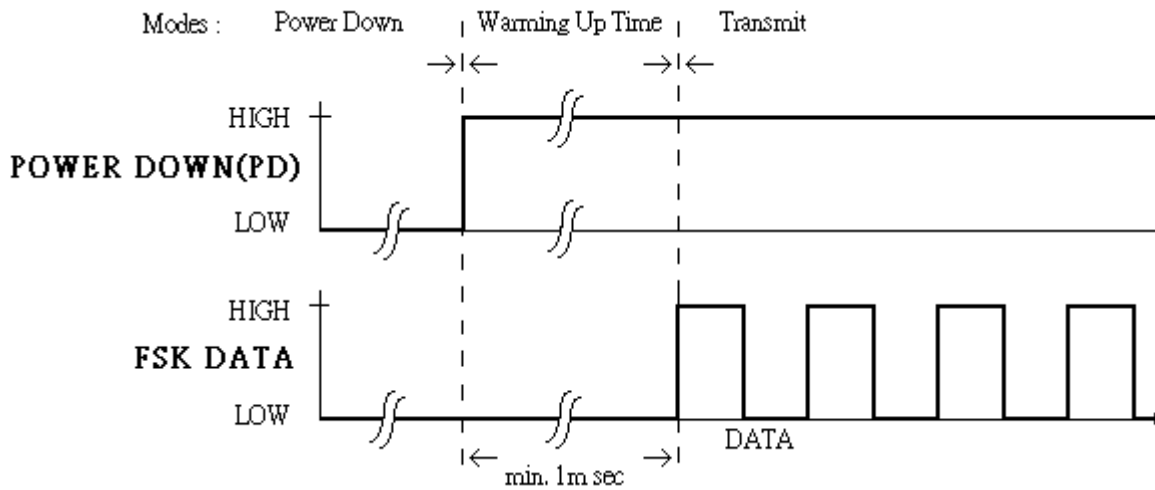 Modes : Power Down Warming Up Time Transmit
HIGH
POWER DOWN(PD)
LOW
HIGH
FSK DATA
LOW
DATA
min. 1m sec